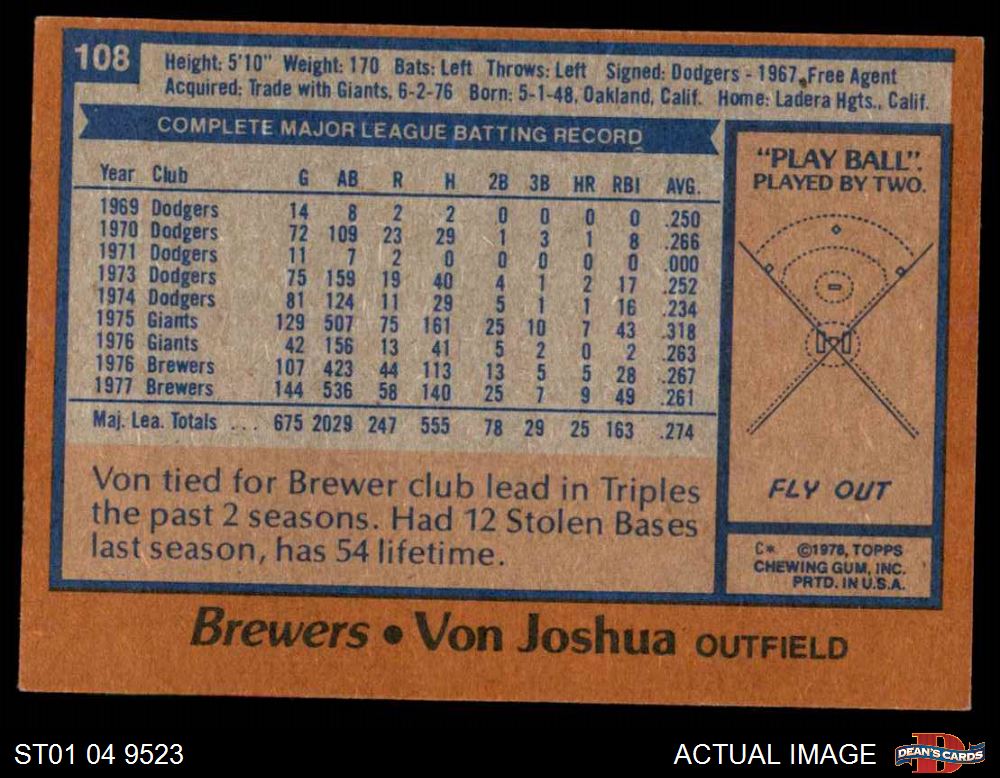 108
Height: 5'10" Weight: 170 Bats: Left Throws: Left Signed: Dodgers - 1967, Free Agent
Acquired: Trade with Giants, 6-2-76 Born: 5-1-48, Oakland, Calif. Home: Ladera Hgts., Calif.
COMPLETE MAJOR LEAGUE BATTING RECORD
Year Club G AB R H 2B 3B HR RBI AVG.
1969 Dodgers 14 8 2 2 0 0 0 0 .250
1970 Dodgers 72 109 23 29 1 3 1 8 .266
1971 Dodgers 11 7 2 0 0 0 0 0 .000
1973 Dodgers 75 159 19 40 4 1 2 17 .252
1974 Dodgers 81 124 11 29 5 1 1 16 .234
1975 Giants 129 507 75 161 25 10 7 43 .318
1976 Giants 42 156 13 41 5 2 0 2 .263
1976 Brewers 107 423 44 113 13 5 5 28 .267
1977 Brewers 144 536 58 140 25 7 9 49 .261
Maj. Lea. Totals ... 675 2029 247 555 78 29 25 163 .274
Von tied for Brewer club lead in Triples
the past 2 seasons. Had 12 Stolen Bases
last season, has 54 lifetime.
"PLAY BALL".
PLAYED BY TWO.
FLY OUT
C* ©1978, TOPPS
CHEWING GUM, INC.
PRTD. IN U.S.A.
Brewers • Von Joshua OUTFIELD
ST01 04 9523
ACTUAL IMAGE
D
DEAN'S CARDS